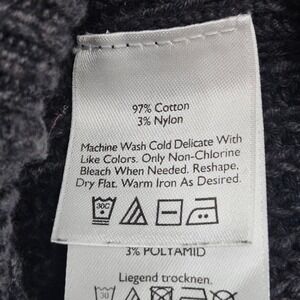 97% Cotton
3% Nylon
Machine Wash Cold Delicate With
Like Colors. Only Non-Chlorine
Bleach When Needed. Reshape,
Dry Flat. Warm Iron As Desired.
30C
3% POLYAMID
Liegend trocknen.
30